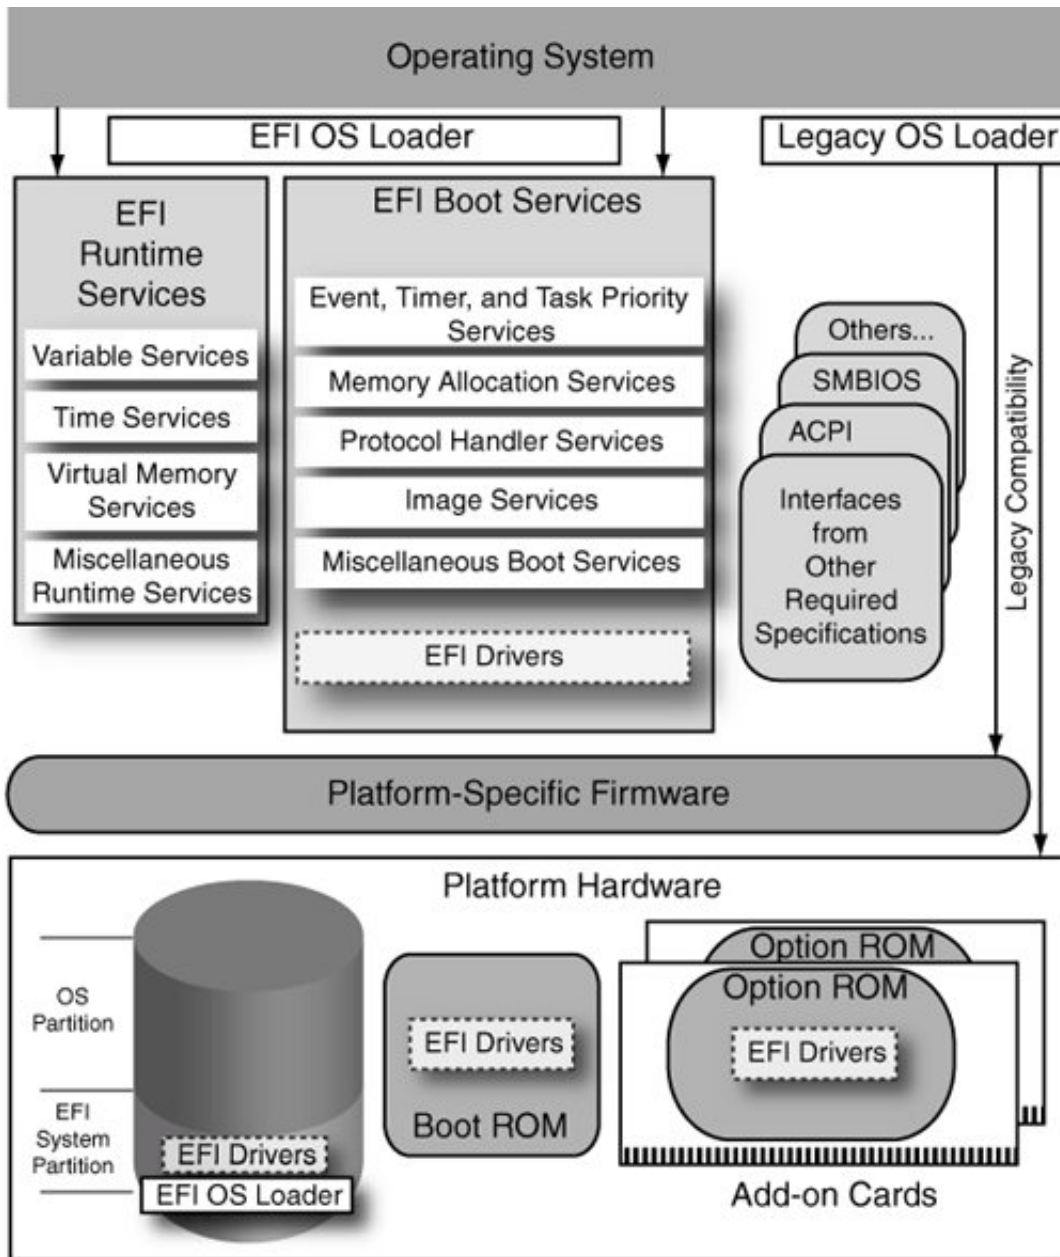 Operating System
EFI OS Loader
Legacy OS Loader
EFI
Runtime
Services
Variable Services
Time Services
Virtual Memory
Services
Miscellaneous
Runtime Services
EFI Boot Services
Event, Timer, and Task Priority
Services
Memory Allocation Services
Protocol Handler Services
Image Services
Miscellaneous Boot Services
EFI Drivers
Others...
SMBIOS
ACPI
Interfaces
from
Other
Required
Specifications
Legacy Compatibility
Platform-Specific Firmware
Platform Hardware
OS
Partition
EFI
System
Partition
EFI Drivers
EFI OS Loader
EFI Drivers
Boot ROM
Option ROM
Option ROM
EFI Drivers
Add-on Cards